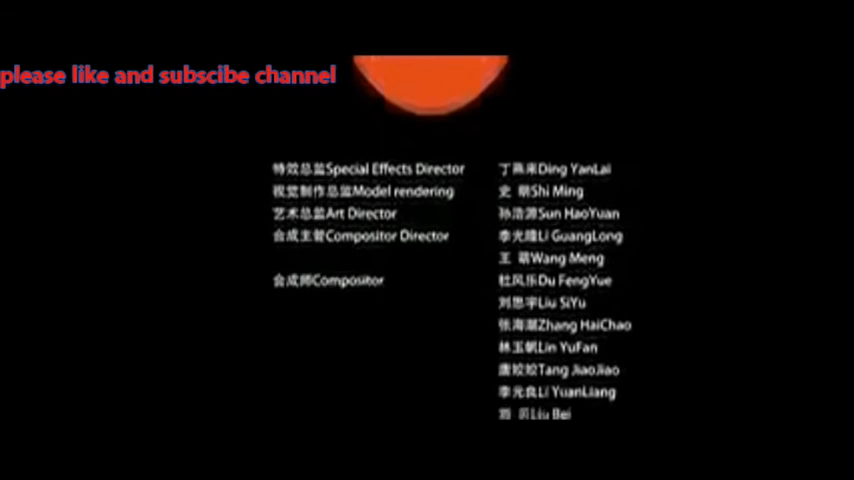 please like and subscibe channel
特效总监Special Effects Director 丁燕来Ding YanLai
视觉制作总监Model rendering 史 明Shi Ming
艺术总监Art Director 孙浩源Sun HaoYuan
合成主管Compositor Director 李光隆Li GuangLong
王 萌Wang Meng
合成师Compositor 杜风乐Du FengYue
刘思宇Liu SiYu
张海潮Zhang HaiChao
林玉帆Lin YuFan
唐姣姣Tang JiaoJiao
李元良Li YuanLiang
刘 贝Liu Bei